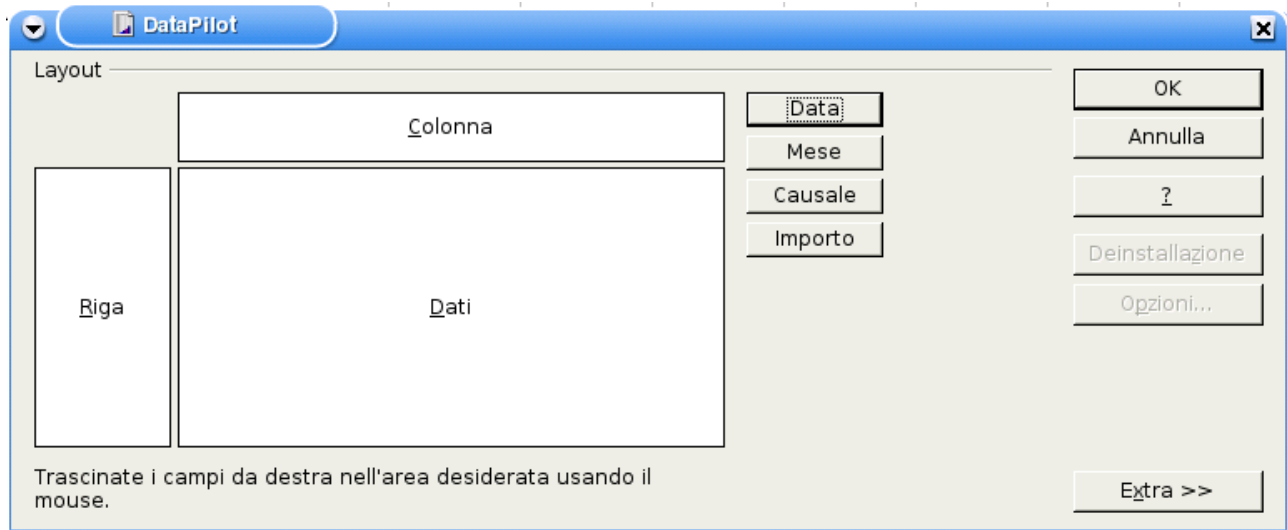 DataPilot
Layout
Colonna
Riga
Dati
Data
Mese
Causale
Importo
OK
Annulla
?
Deinstallazione
Opzioni...
Trascinate i campi da destra nell'area desiderata usando il
mouse.
Extra >>